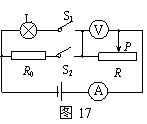 L S₁ V
P
R₀ S₂ R
A
图 17